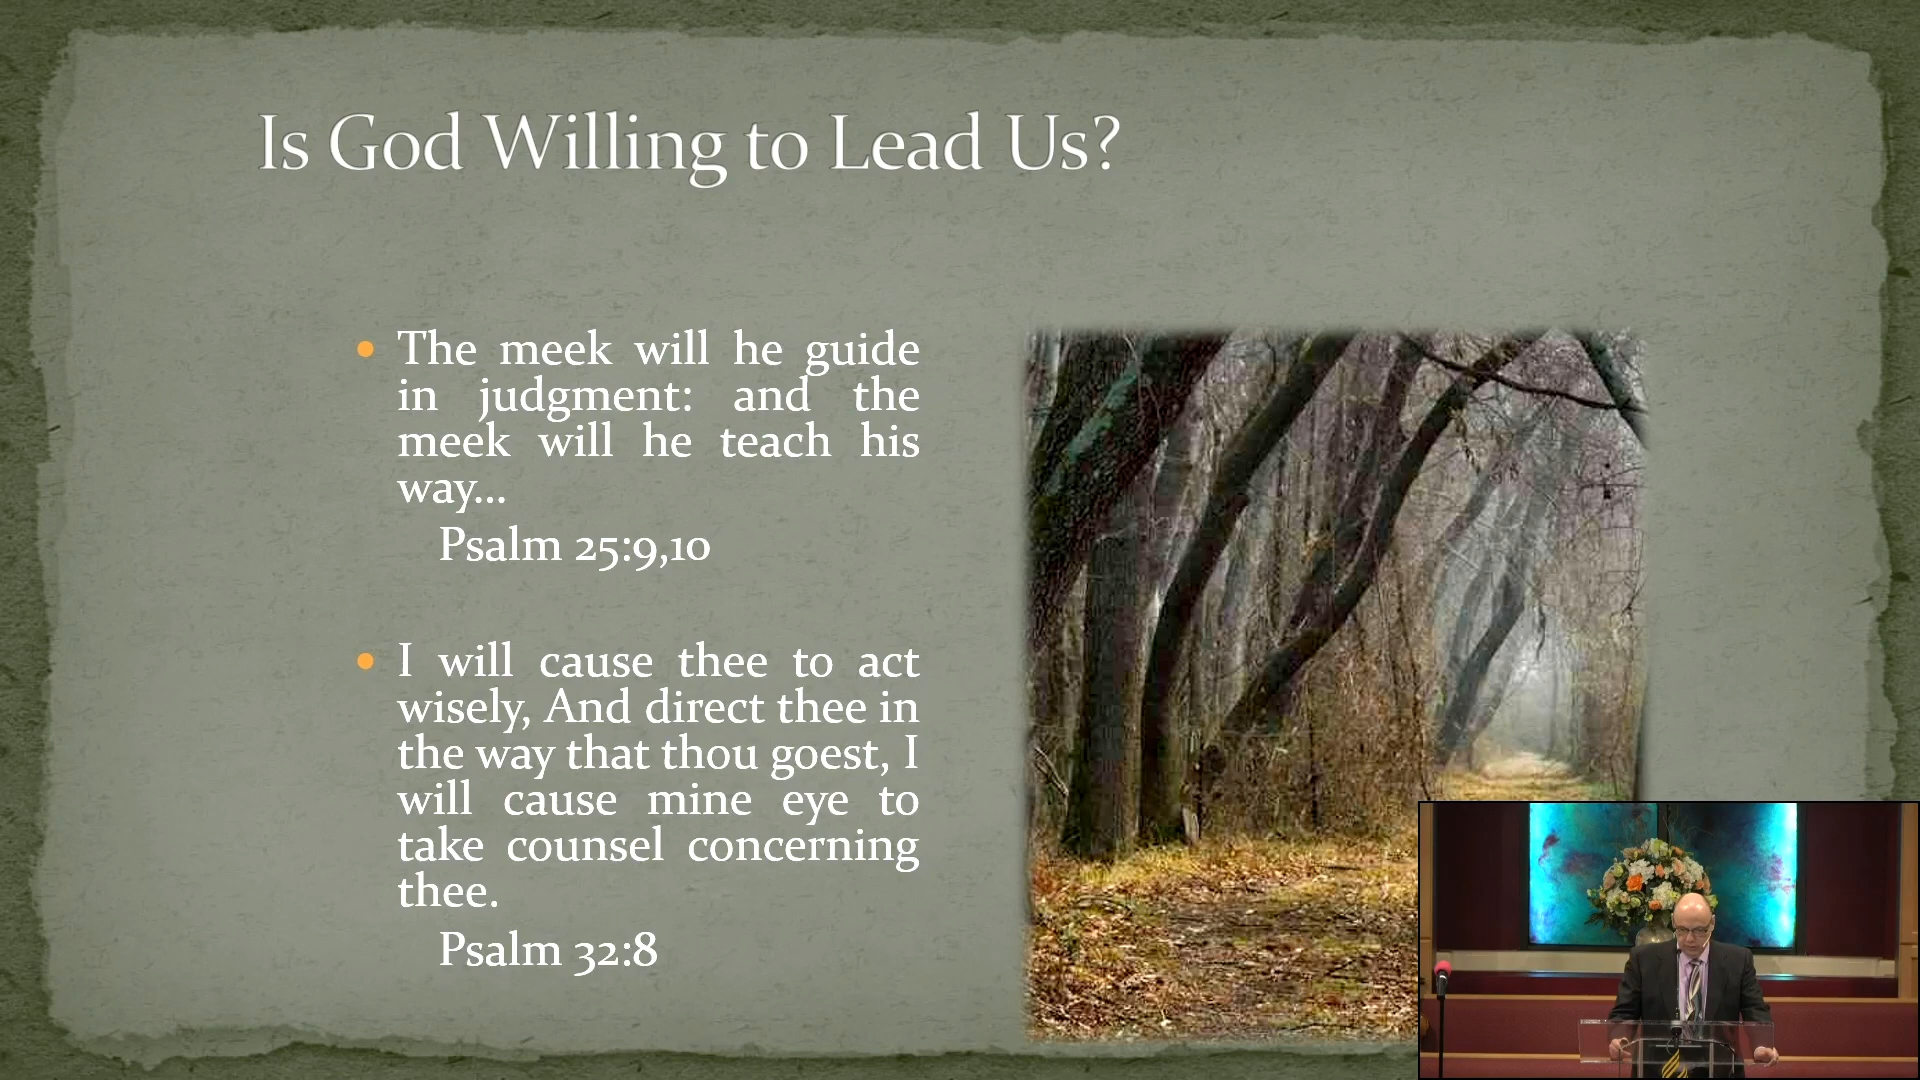 Is God Willing to Lead Us?
The meek will he guide
in judgment: and the
meek will he teach his
way...
Psalm 25:9,10
I will cause thee to act
wisely, And direct thee in
the way that thou goest, I
will cause mine eye to
take counsel concerning
thee.
Psalm 32:8